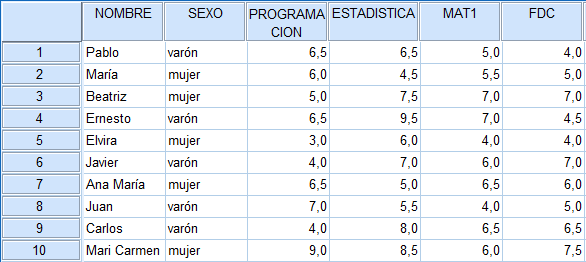 NOMBRE SEXO PROGRAMACION ESTADISTICA MAT1 FDC
1 Pablo varón 6,5 6,5 5,0 4,0
2 María mujer 6,0 4,5 5,5 5,0
3 Beatriz mujer 5,0 7,5 7,0 7,0
4 Ernesto varón 6,5 9,5 7,0 4,5
5 Elvira mujer 3,0 6,0 4,0 4,0
6 Javier varón 4,0 7,0 6,0 7,0
7 Ana María mujer 6,5 5,0 6,5 6,0
8 Juan varón 7,0 5,5 4,0 5,0
9 Carlos varón 4,0 8,0 6,5 6,5
10 Mari Carmen mujer 9,0 8,5 6,0 7,5